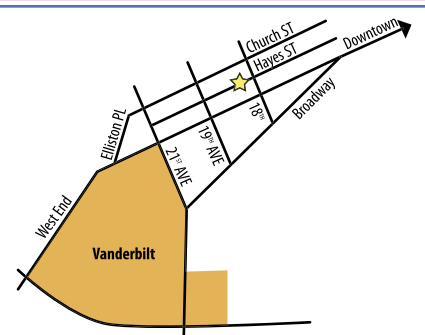 Church ST
Hayes ST
Downtown
Elliston PL
18TH
19TH AVE
21ST AVE
Broadway
West End
Vanderbilt